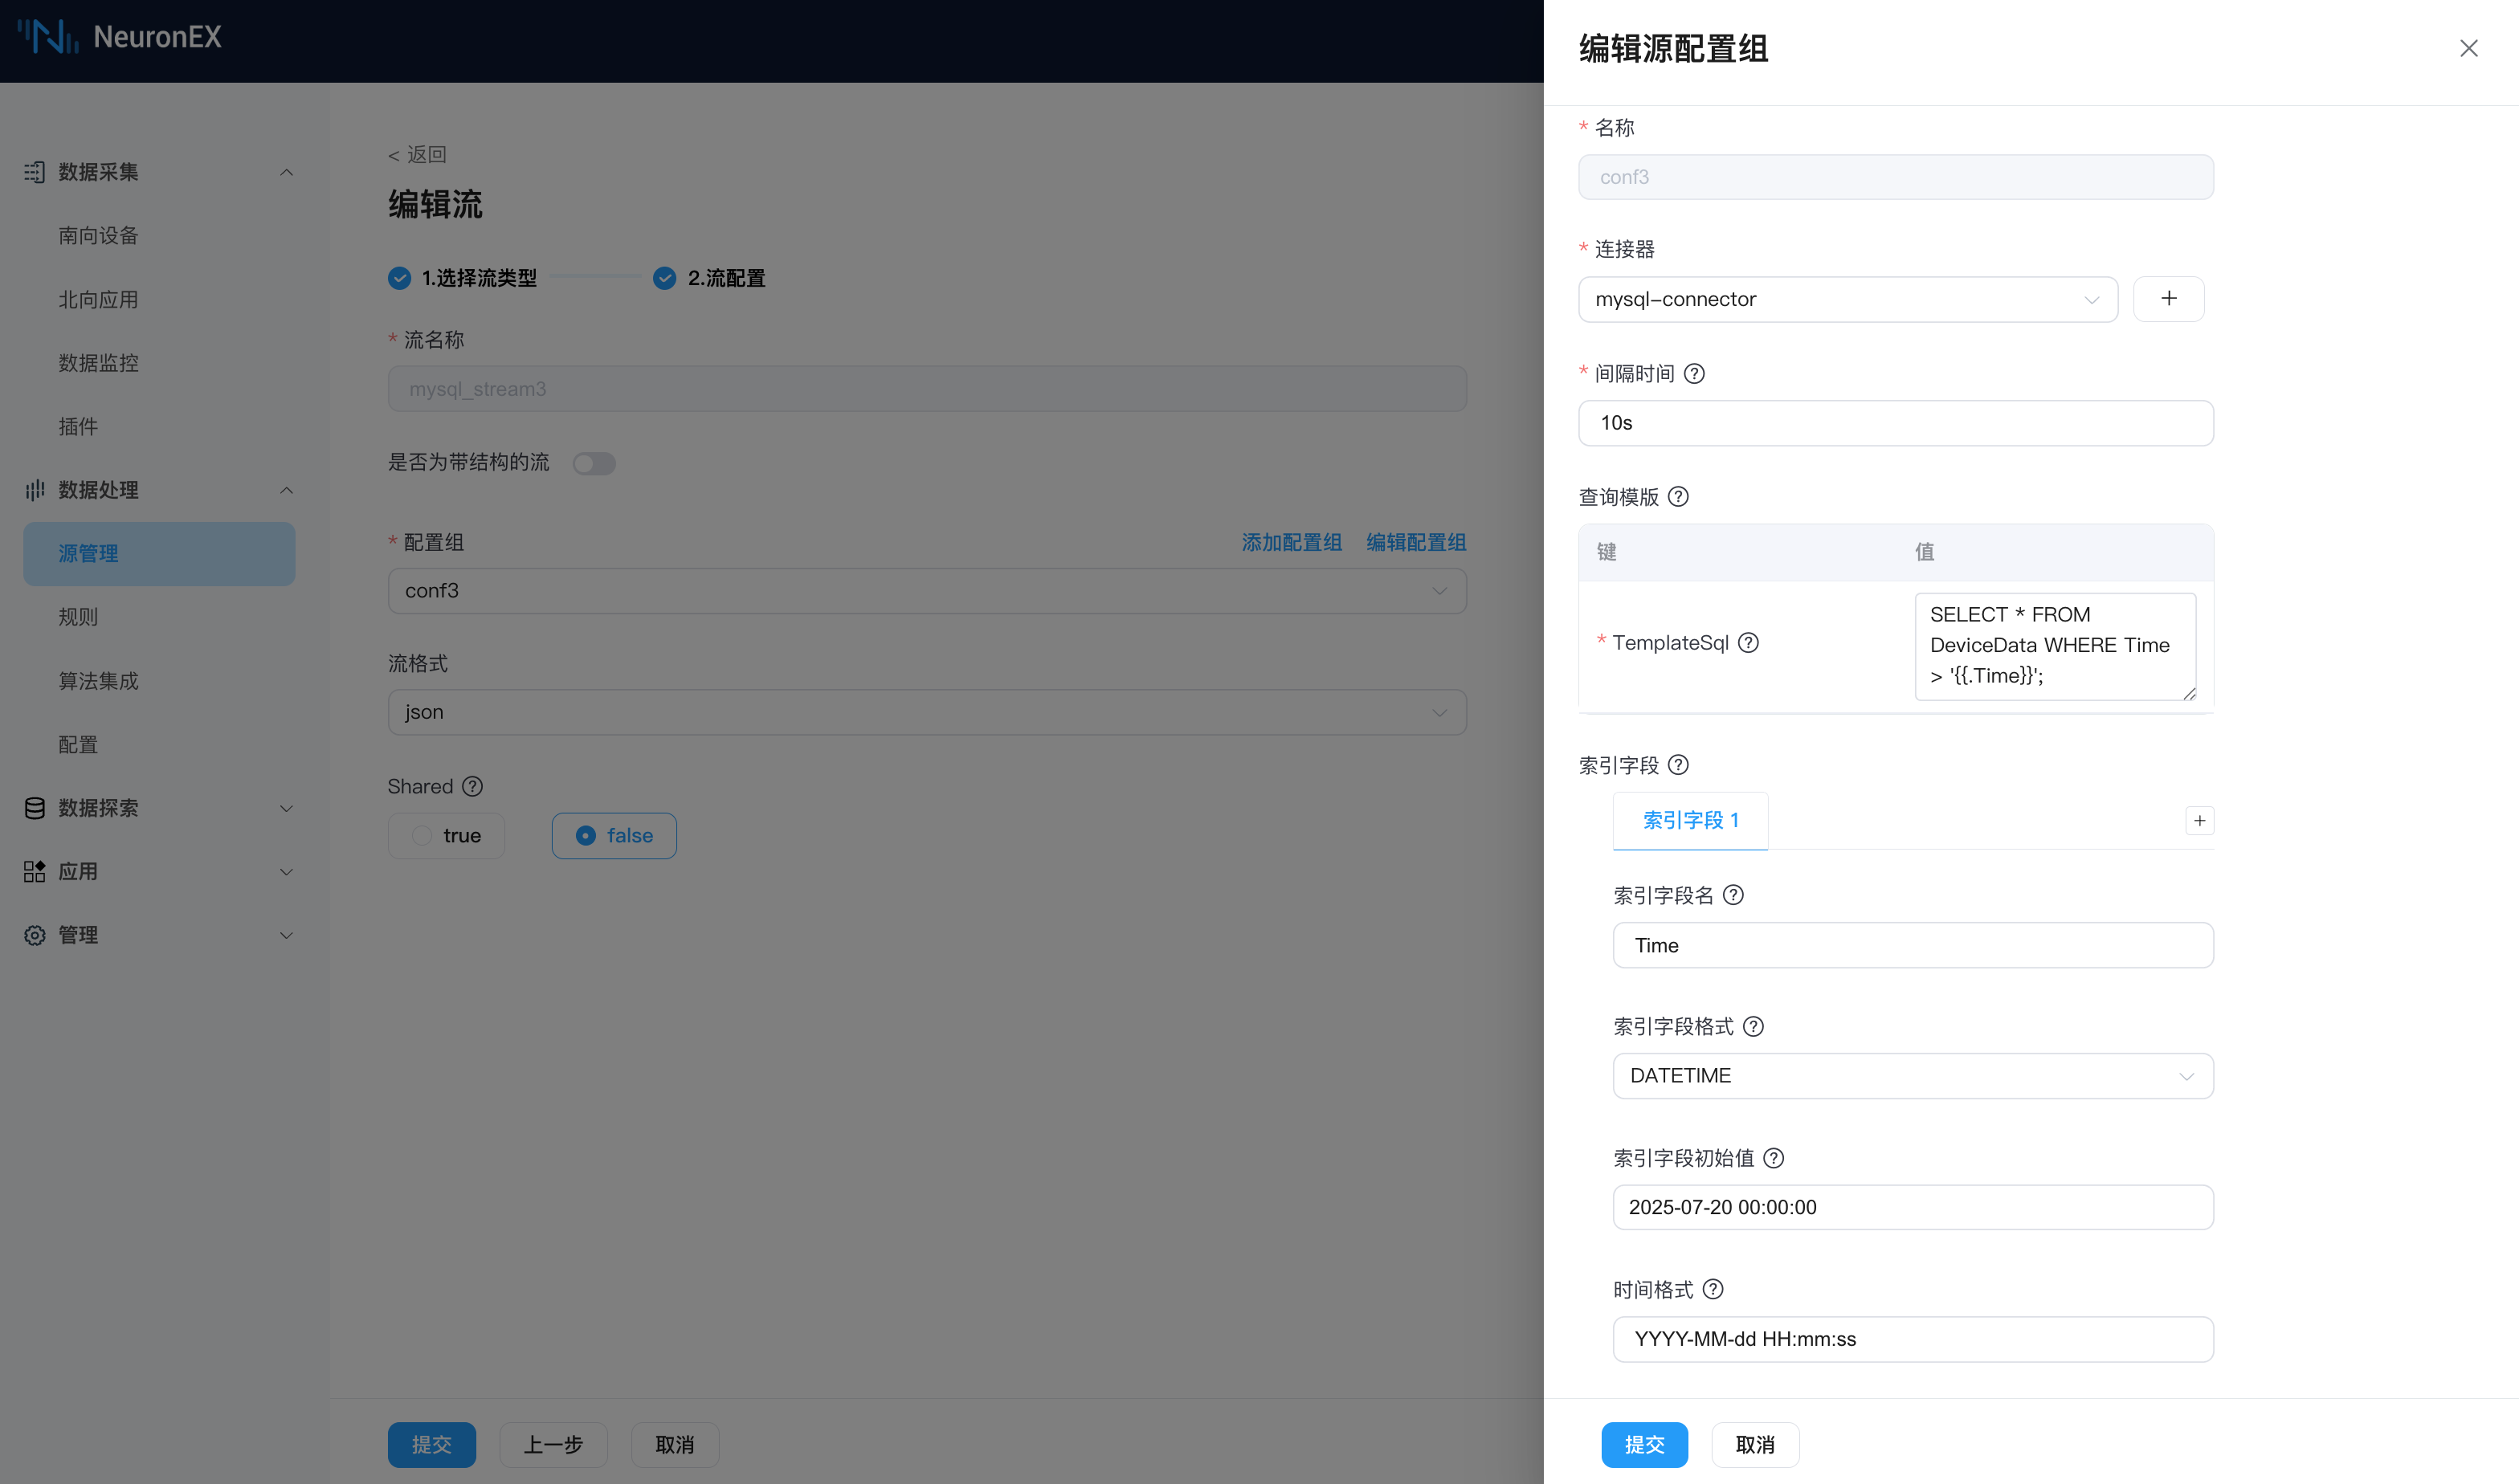 NeuronEX
数据采集
南向设备
北向应用
数据监控
插件
数据处理
源管理
规则
算法集成
配置
数据探索
应用
管理
< 返回
编辑流
1.选择流类型
2.流配置
* 流名称
mysql_stream3
是否为带结构的流
* 配置组
添加配置组 编辑配置组
conf3
流格式
json
Shared
true
false
提交
上一步
取消
编辑源配置组
* 名称
conf3
* 连接器
mysql-connector
* 间隔时间
10s
查询模版
键 值
* TemplateSql
SELECT * FROM
DeviceData WHERE Time
> '{{.Time}}';
索引字段
索引字段 1
索引字段名
Time
索引字段格式
DATETIME
索引字段初始值
2025-07-20 00:00:00
时间格式
YYYY-MM-dd HH:mm:ss
提交
取消